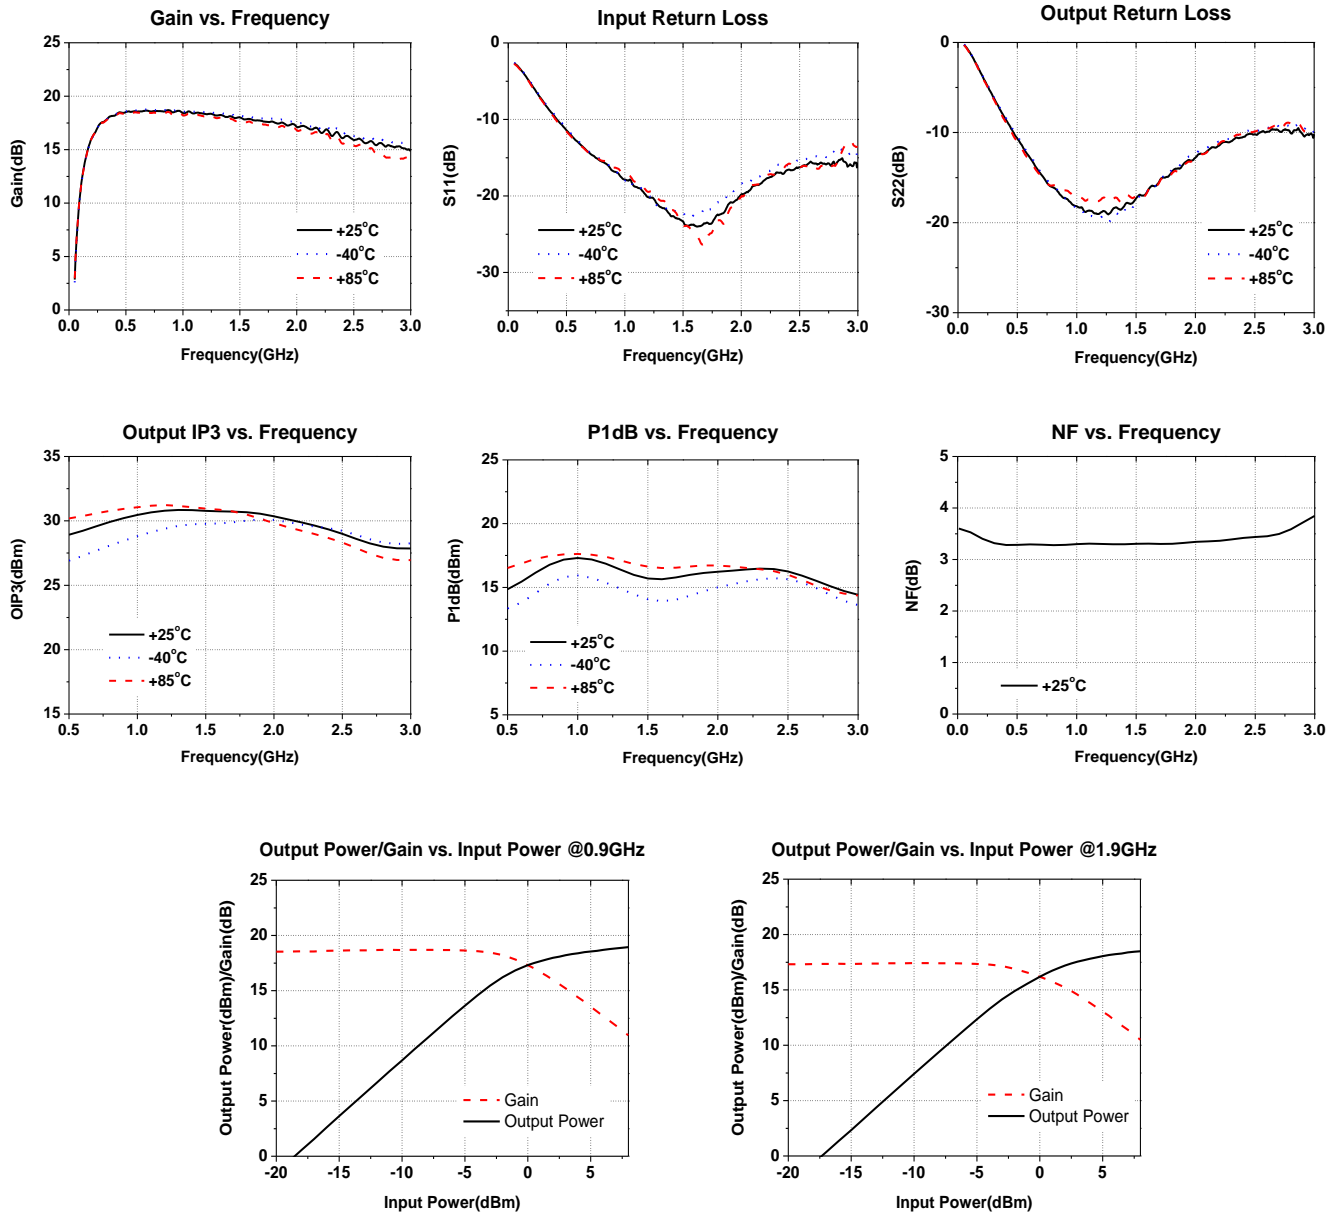 Gain vs. Frequency
25
20
15
10
5
0
0.0 0.5 1.0 1.5 2.0 2.5 3.0
Gain(dB)
Frequency(GHz)
+25°C
-40°C
+85°C
Input Return Loss
0
-10
-20
-30
0.0 0.5 1.0 1.5 2.0 2.5 3.0
S11(dB)
Frequency(GHz)
+25°C
-40°C
+85°C
Output Return Loss
0
-10
-20
-30
0.0 0.5 1.0 1.5 2.0 2.5 3.0
S22(dB)
Frequency(GHz)
+25°C
-40°C
+85°C
Output IP3 vs. Frequency
35
30
25
20
15
0.5 1.0 1.5 2.0 2.5 3.0
OIP3(dBm)
Frequency(GHz)
+25°C
-40°C
+85°C
P1dB vs. Frequency
25
20
15
10
5
0.5 1.0 1.5 2.0 2.5 3.0
P1dB(dBm)
Frequency(GHz)
+25°C
-40°C
+85°C
NF vs. Frequency
5
4
3
2
1
0
0.0 0.5 1.0 1.5 2.0 2.5 3.0
NF(dB)
Frequency(GHz)
+25°C
Output Power/Gain vs. Input Power @0.9GHz
25
20
15
10
5
0
-20 -15 -10 -5 0 5
Output Power(dBm)/Gain(dB)
Input Power(dBm)
Gain
Output Power
Output Power/Gain vs. Input Power @1.9GHz
25
20
15
10
5
0
-20 -15 -10 -5 0 5
Output Power(dBm)/Gain(dB)
Input Power(dBm)
Gain
Output Power